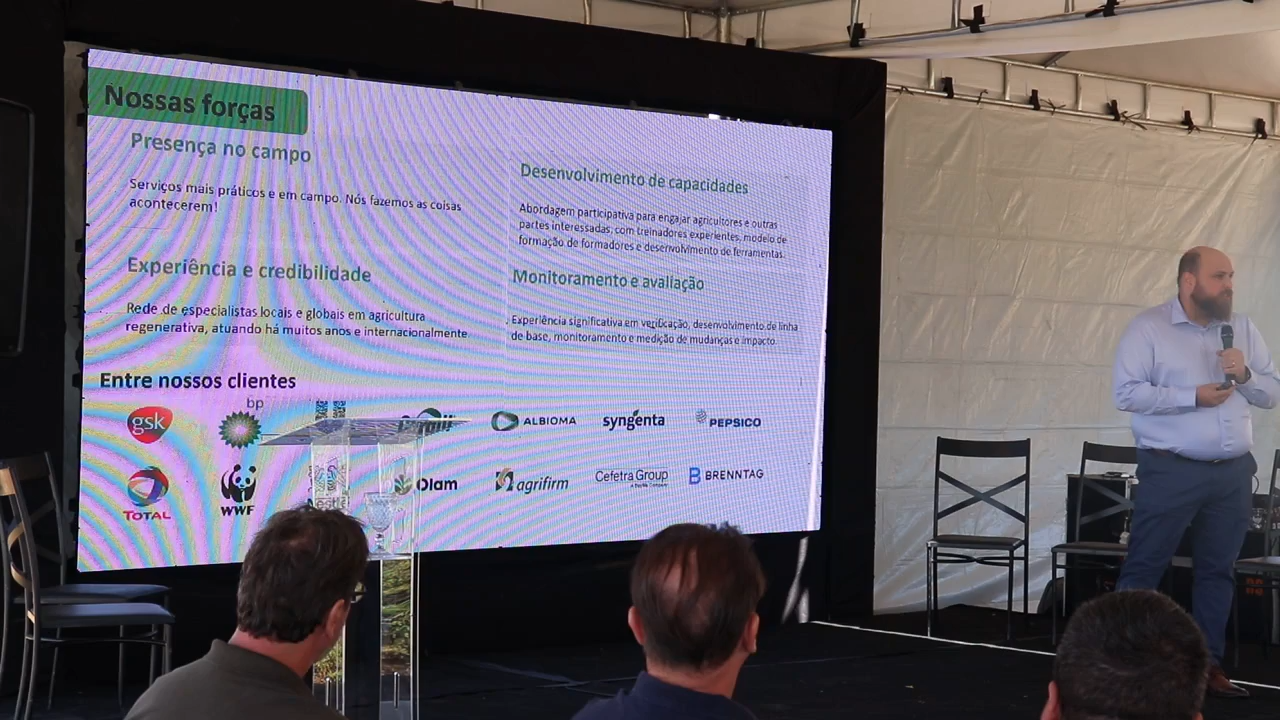 Nossas forças
Presença no campo
Serviços mais práticos e em campo. Nós fazemos as coisas
acontecerem!
Experiência e credibilidade
Rede de especialistas locais e globais em agricultura
regenerativa, atuando há muitos anos e internacionalmente
Desenvolvimento de capacidades
Abordagem participativa para engajar agricultores e outras
partes interessadas, com treinadores experientes, modelo de
formação de formadores e desenvolvimento de ferramentas.
Monitoramento e avaliação
Experiência significativa em verificação, desenvolvimento de linha
de base, monitoramento e medição de mudanças e impacto.
Entre nossos clientes
gsk
bp
ALBIOMA
syngenta
PEPSICO
TOTAL
WWF
Olam
agrifirm
Cefetra Group
BRENNTAG